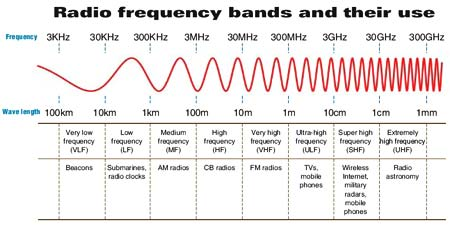 Radio frequency bands and their use
Frequency 3KHz 30KHz 300KHz 3MHz 30MHz 300MHz 3GHz 30GHz 300GHz
Wave length 100km 10km 1km 100m 10m 1m 10cm 1cm 1mm
Very low frequency (VLF)
Low frequency (LF)
Medium frequency (MF)
High frequency (HF)
Very high frequency (VHF)
Ultra-high frequency (ULF)
Super high frequency (SHF)
Extremely high frequency (UHF)
Beacons
Submarines, radio clocks
AM radios
CB radios
FM radios
TVs, mobile phones
Wireless Internet, military radars, mobile phones
Radio astronomy